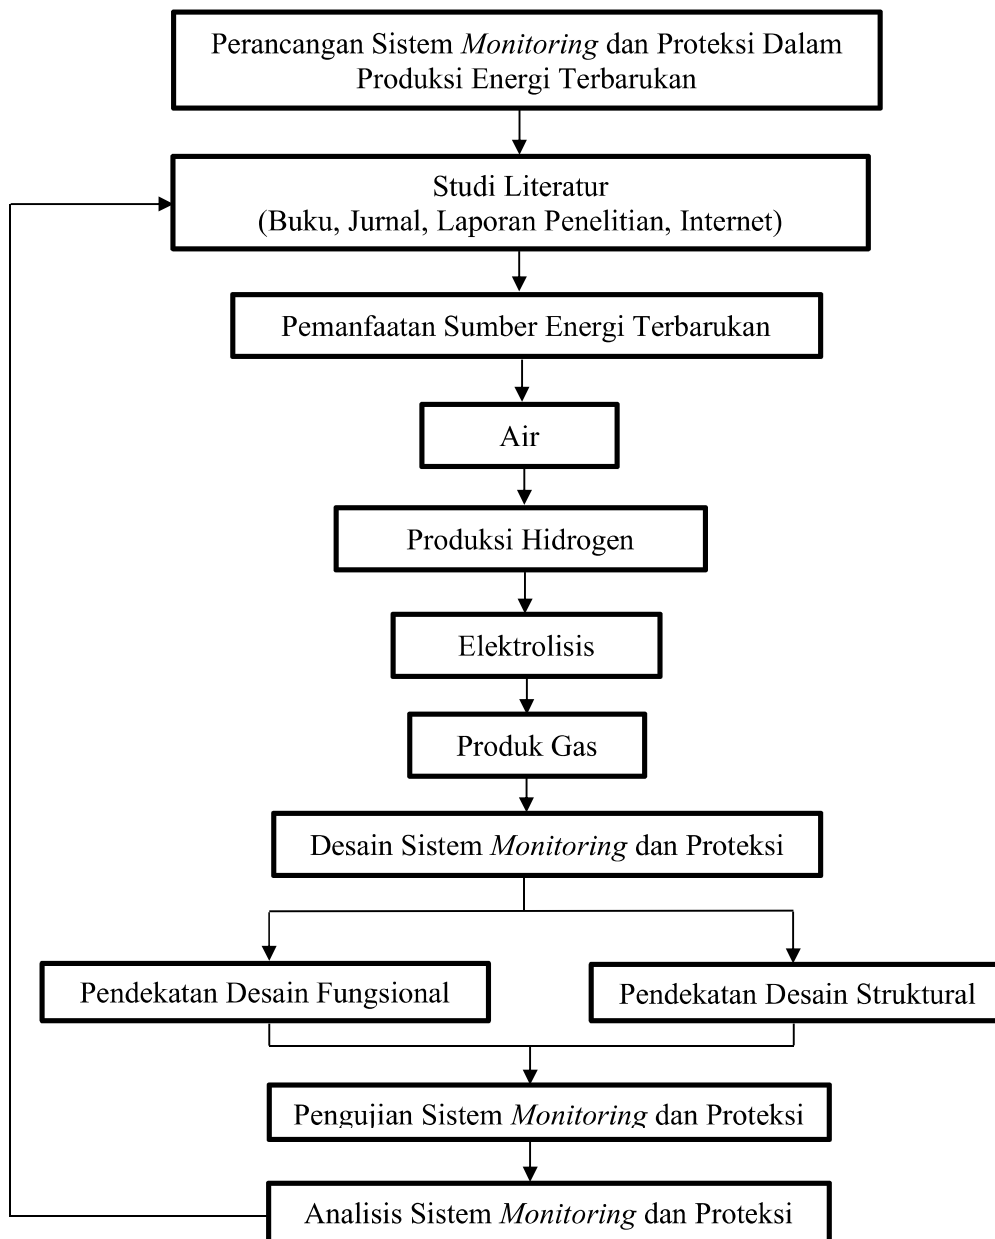 Perancangan Sistem Monitoring dan Proteksi Dalam
Produksi Energi Terbarukan
Studi Literatur
(Buku, Jurnal, Laporan Penelitian, Internet)
Pemanfaatan Sumber Energi Terbarukan
Air
Produksi Hidrogen
Elektrolisis
Produk Gas
Desain Sistem Monitoring dan Proteksi
Pendekatan Desain Fungsional
Pendekatan Desain Struktural
Pengujian Sistem Monitoring dan Proteksi
Analisis Sistem Monitoring dan Proteksi